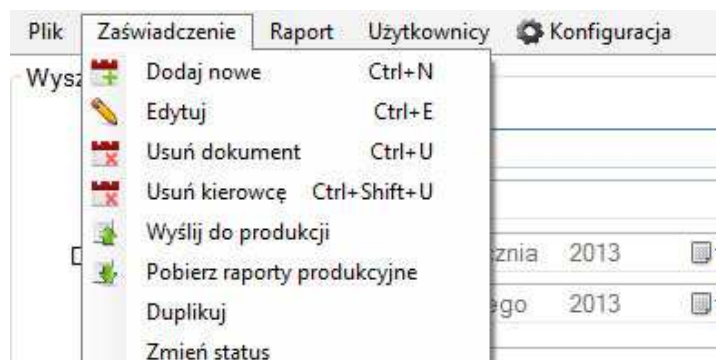 Plik Zaświadczenie Raport Użytkownicy Konfiguracja
Dodaj nowe Ctrl+N
Edytuj Ctrl+E
Usuń dokument Ctrl+U
Usuń kierowcę Ctrl+Shift+U
Wyślij do produkcji
2013
Pobierz raporty produkcyjne
2013
Duplikuj
Zmień status